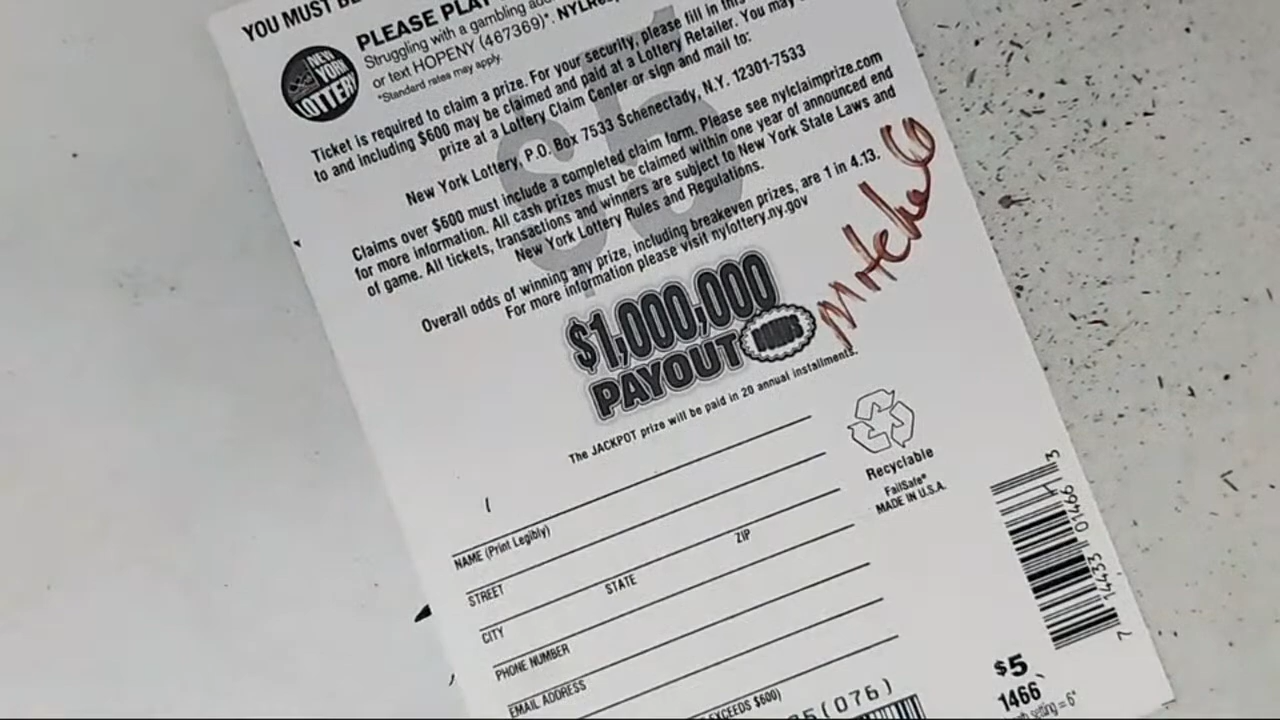 YOU MUST BE
PLEASE PLAY
Struggling with a gambling
or text HOPENY (467369)*.
*Standard rates may apply.
NEW
YORK
LOTTERY
Ticket is required to claim a prize. For your security, please fill in this
to and including $600 may be claimed and paid at a Lottery Retailer. You may
prize at a Lottery Claim Center or sign and mail to:
New York Lottery, P.O. Box 7533 Schenectady, N.Y. 12301-7533
Claims over $600 must include a completed claim form. Please see nylclaimprize.com
for more information. All cash prizes must be claimed within one year of announced end
of game. All tickets, transactions and winners are subject to New York State Laws and
New York Lottery Rules and Regulations.
Overall odds of winning any prize, including breakeven prizes, are 1 in 4.13.
For more information please visit nylottery.ny.gov
$5
$1,000,000
PAYOUT BONUS
The JACKPOT prize will be paid in 20 annual installments.
Recyclable
FailSafe®
MADE IN U.S.A.
NAME (Print Legibly)
STREET
CITY STATE ZIP
PHONE NUMBER
EMAIL ADDRESS
EXCEEDS $600)
5(076)
7 14433 01466 3
$5
1466
setting = 6"